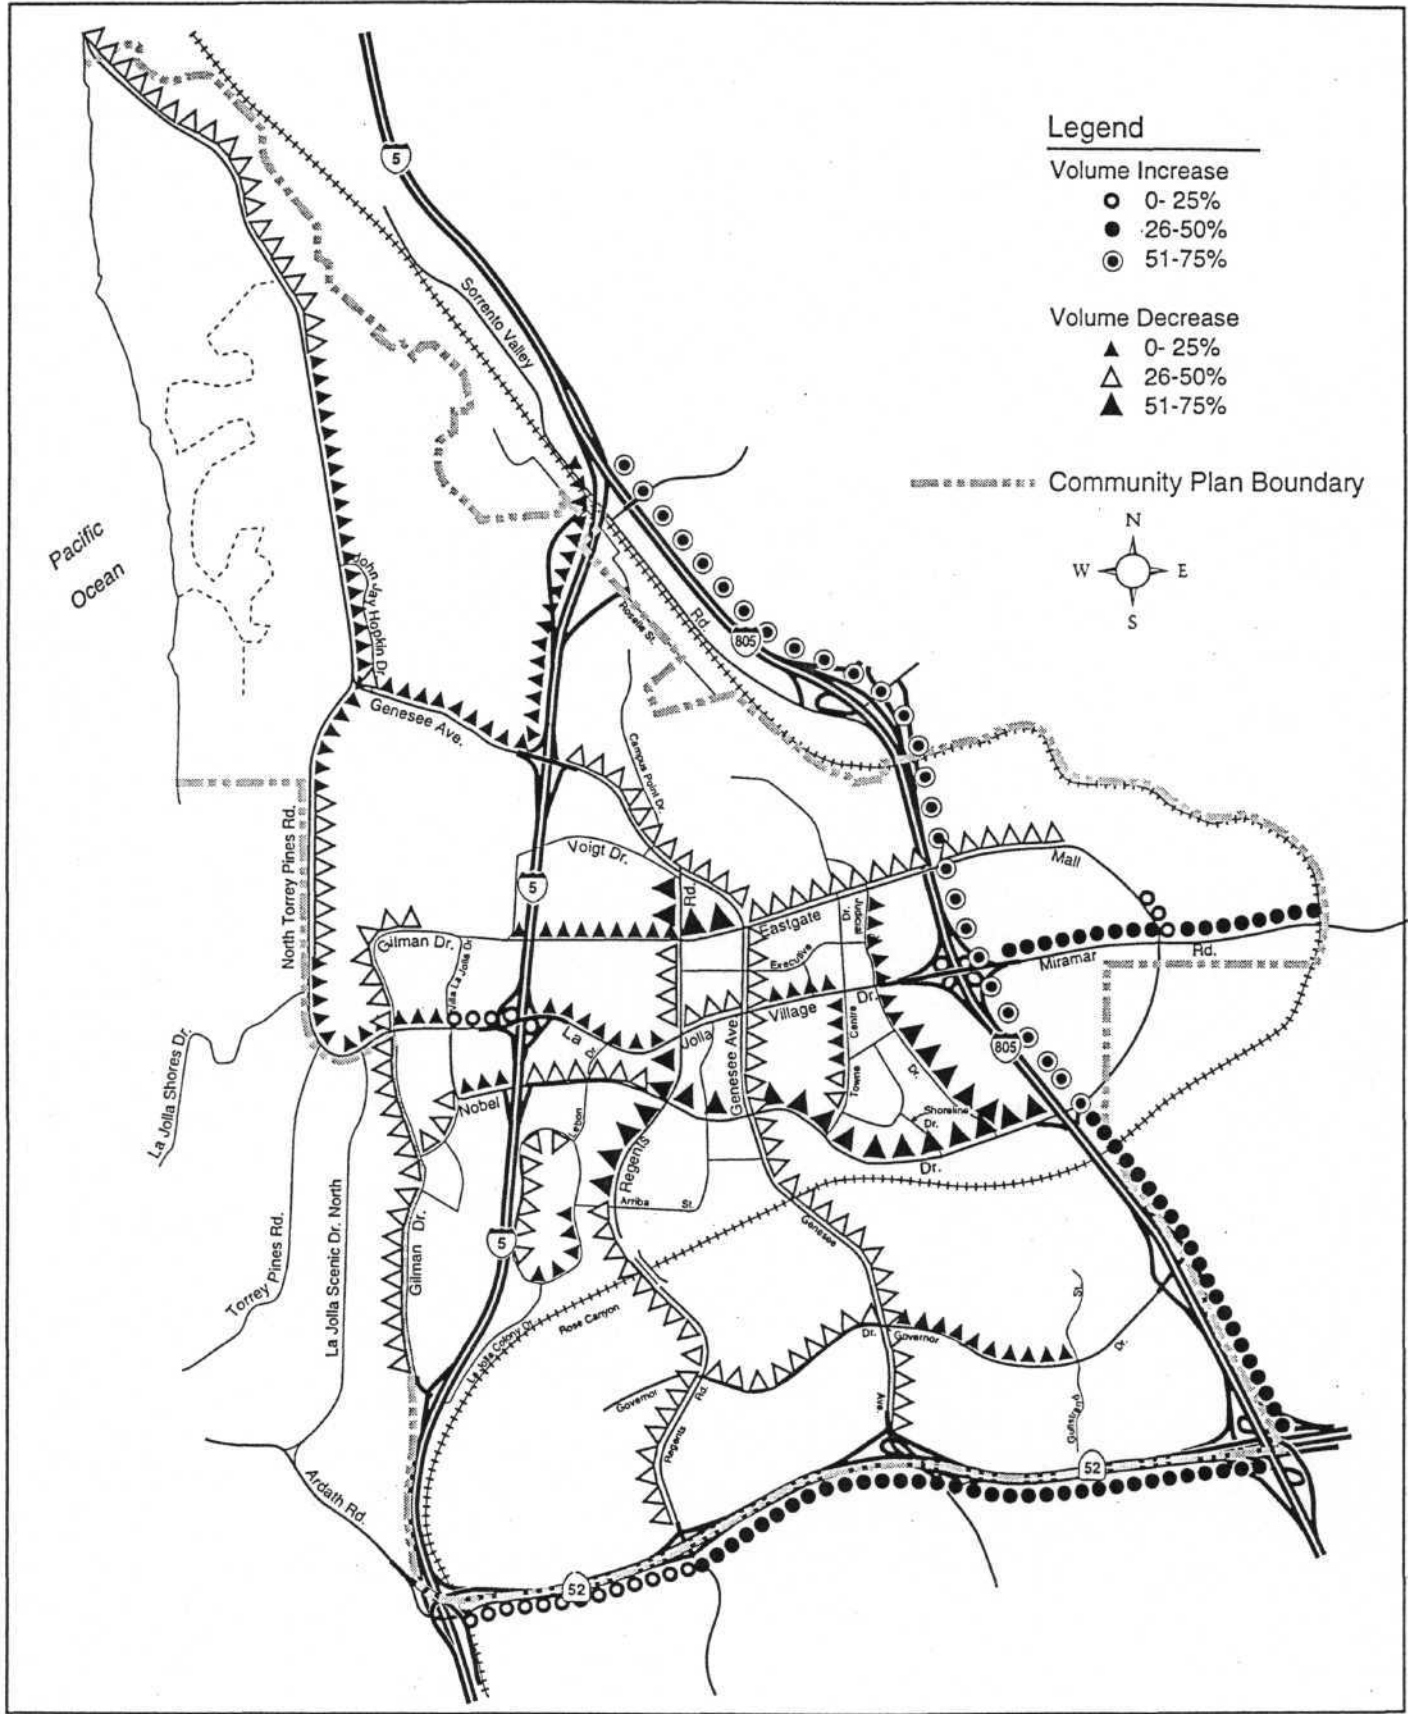 Legend
Volume Increase
0- 25%
26-50%
51-75%
Volume Decrease
0- 25%
26-50%
51-75%
Community Plan Boundary
N
W E
S
5
Sorrento Valley
Rd.
Pacific
Ocean
John Jay Hopkin Dr.
Roselle St.
805
Genesee Ave.
Campus Point Dr.
North Torrey Pines Rd.
Voigt Dr.
Mall
5
Rd.
Eastgate
Judicial
Dr.
Gilman Dr.
Villa La Jolla Dr.
Executive
Miramar
Rd.
La
Jolla
Village
Dr.
Centre
Towne
Dr.
Genesee Ave.
805
La Jolla Shores Dr.
Nobel
Dr.
Lebon
Shoreline
Dr.
Dr.
Regents
Arriba St.
Torrey Pines Rd.
La Jolla Scenic Dr. North
Gilman Dr.
5
Genesee
La Jolla Colony Dr.
Rose Canyon
St.
Dr. Governor
Dr.
Governor
Rd.
Regents
Ave.
Gullstrand
52
Ardath Rd.
52